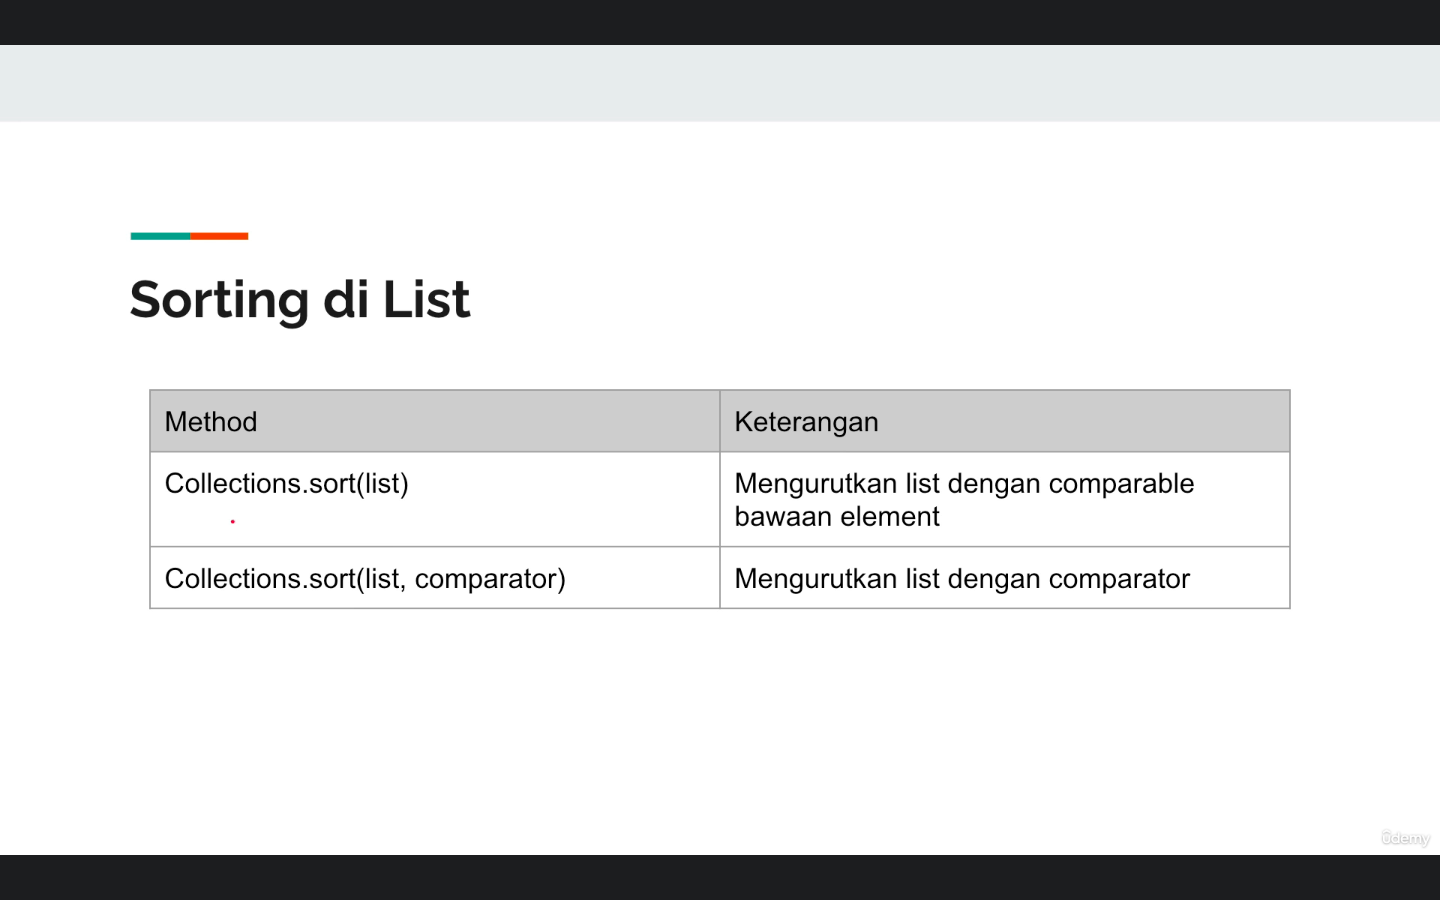 Sorting di List
Method
Keterangan
Collections.sort(list)
Mengurutkan list dengan comparable
bawaan element
Collections.sort(list, comparator)
Mengurutkan list dengan comparator
ûdemy